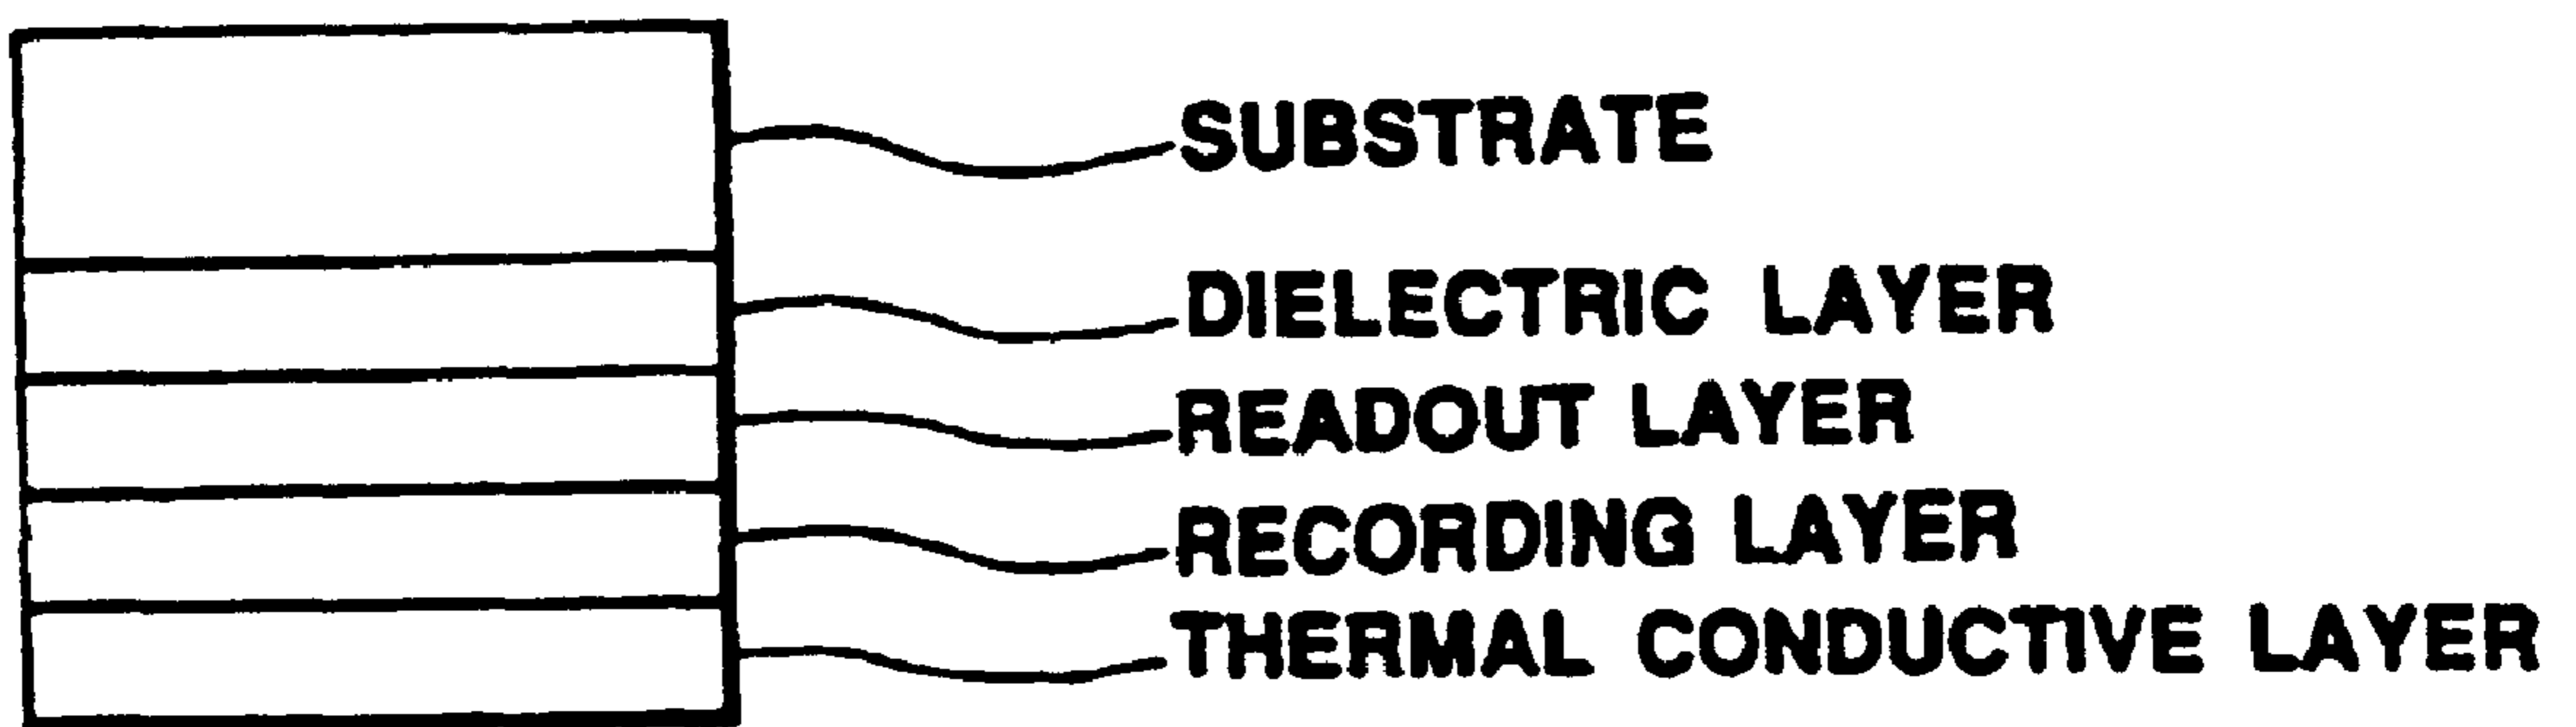 SUBSTRATE
DIELECTRIC LAYER
READOUT LAYER
RECORDING LAYER
THERMAL CONDUCTIVE LAYER